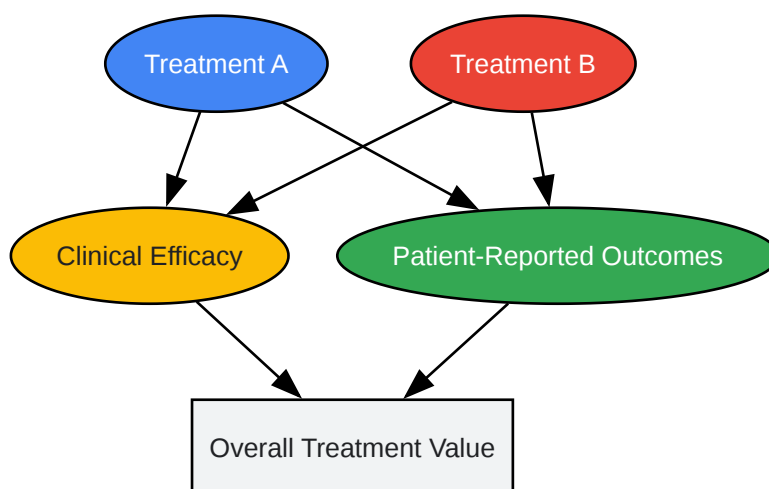 Treatment A
Treatment B
Clinical Efficacy
Patient-Reported Outcomes
Overall Treatment Value